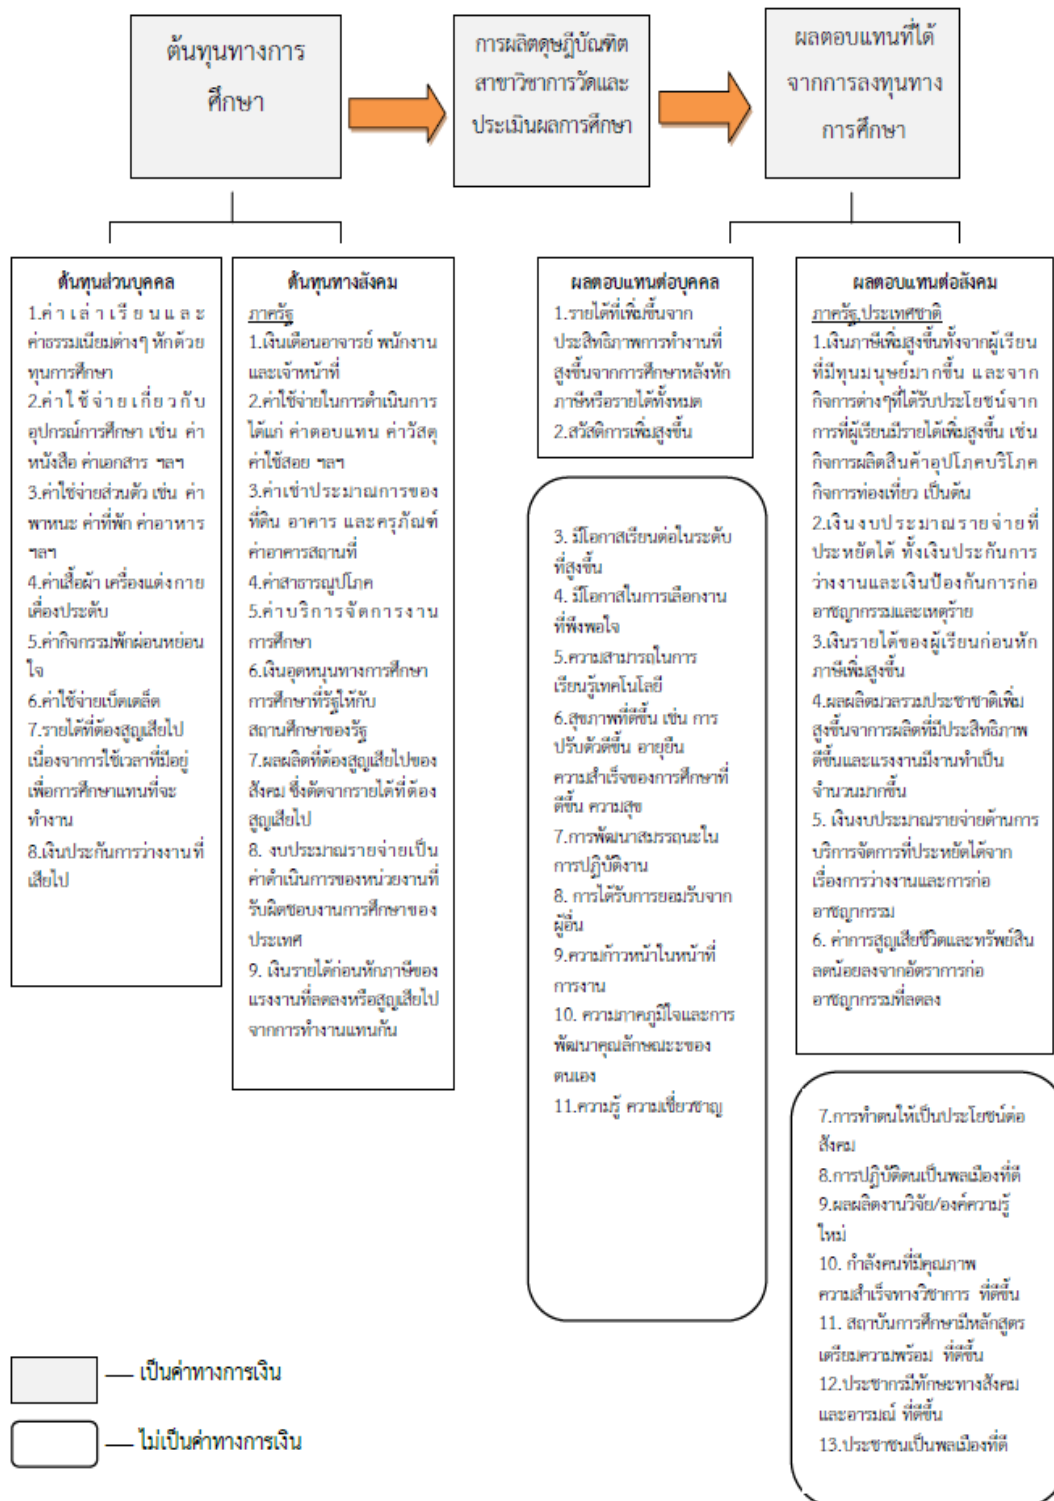 ต้นทุนทางการ
ศึกษา
การผลิตดุษฎีบัณฑิต
สาขาวิชาการวัดและ
ประเมินผลการศึกษา
ผลตอบแทนที่ได้
จากการลงทุนทาง
การศึกษา
ต้นทุนส่วนบุคคล
1.ค่าเล่าเรียนและ
ค่าธรรมเนียมต่างๆ หักด้วย
ทุนการศึกษา
2.ค่าใช้จ่ายเกี่ยวกับ
อุปกรณ์การศึกษา เช่น ค่า
หนังสือ ค่าเอกสาร ฯลฯ
3.ค่าใช้จ่ายส่วนตัว เช่น ค่า
พาหนะ ค่าที่พัก ค่าอาหาร
ฯลฯ
4.ค่าเสื้อผ้า เครื่องแต่งกาย
เคื่องประดับ
5.ค่ากิจกรรมพักผ่อนหย่อน
ใจ
6.ค่าใช้จ่ายเบ็ดเตล็ด
7.รายได้ที่ต้องสูญเสียไป
เนื่องจาการใช้เวลาที่มีอยู่
เพื่อการศึกษาแทนที่จะ
ทำงาน
8.เงินประกันการว่างงานที่
เสียไป
ต้นทุนทางสังคม
ภาครัฐ
1.เงินเดือนอาจารย์ พนักงาน
และเจ้าหน้าที่
2.ค่าใช้จ่ายในการดำเนินการ
ได้แก่ ค่าตอบแทน ค่าวัสดุ
ค่าใช้สอย ฯลฯ
3.ค่าเช่าประมาณการของ
ที่ดิน อาคาร และครุภัณฑ์
ค่าอาคารสถานที่
4.ค่าสาธารณูปโภค
5.ค่าบริการจัดการงาน
การศึกษา
6.เงินอุดหนุนทางการศึกษา
การศึกษาที่รัฐให้กับ
สถานศึกษาของรัฐ
7.ผลผลิตที่ต้องสูญเสียไปของ
สังคม ซึ่งตัดจากรายได้ที่ต้อง
สูญเสียไป
8. งบประมาณรายจ่ายเป็น
ค่าดำเนินการของหน่วยงานที่
รับผิดชอบงานการศึกษาของ
ประเทศ
9. เงินรายได้ก่อนหักภาษีของ
แรงงานที่ลดลงหรือสูญเสียไป
จากการทำงานแทนกัน
ผลตอบแทนต่อบุคคล
1.รายได้ที่เพิ่มขึ้นจาก
ประสิทธิภาพการทำงานที่
สูงขึ้นจากการศึกษาหลังหัก
ภาษีหรือรายได้ทั้งหมด
2.สวัสดิการเพิ่มสูงขึ้น
3. มีโอกาสเรียนต่อในระดับ
ที่สูงขึ้น
4. มีโอกาสในการเลือกงาน
ที่พึงพอใจ
5.ความสามารถในการ
เรียนรู้เทคโนโลยี
6.สุขภาพที่ดีขึ้น เช่น การ
ปรับตัวดีขึ้น อายุยืน
ความสำเร็จของการศึกษาที่
ดีขึ้น ความสุข
7.การพัฒนาสมรรถนะใน
การปฏิบัติงาน
8. การได้รับการยอมรับจาก
ผู้อื่น
9.ความก้าวหน้าในหน้าที่
การงาน
10. ความภาคภูมิใจและการ
พัฒนาคุณลักษณะของ
ตนเอง
11.ความรู้ ความเชี่ยวชาญ
ผลตอบแทนต่อสังคม
ภาครัฐ,ประเทศชาติ
1.เงินภาษีเพิ่มสูงขึ้นทั้งจากผู้เรียน
ที่มีทุนมนุษย์มากขึ้น และจาก
กิจการต่างๆที่ได้รับประโยชน์จาก
การที่ผู้เรียนมีรายได้เพิ่มสูงขึ้น เช่น
กิจการผลิตสินค้าอุปโภคบริโภค
กิจการท่องเที่ยว เป็นต้น
2.เงินงบประมาณรายจ่ายที่
ประหยัดได้ ทั้งเงินประกันการ
ว่างงานและเงินป้องกันการก่อ
อาชญากรรมและเหตุร้าย
3.เงินรายได้ของผู้เรียนก่อนหัก
ภาษีเพิ่มสูงขึ้น
4.ผลผลิตมวลรวมประชาชาติเพิ่ม
สูงขึ้นจากการผลิตที่มีประสิทธิภาพ
ดีขึ้นและแรงงานมีงานทำเป็น
จำนวนมากขึ้น
5. เงินงบประมาณรายจ่ายด้านการ
บริการจัดการที่ประหยัดได้จาก
เรื่องการว่างงานและการก่อ
อาชญากรรม
6. ค่าการสูญเสียชีวิตและทรัพย์สิน
ลดน้อยลงจากอัตราการก่อ
อาชญากรรมที่ลดลง
7.การทำตนให้เป็นประโยชน์ต่อ
สังคม
8.การปฏิบัติตนเป็นพลเมืองที่ดี
9.ผลผลิตงานวิจัย/องค์ความรู้
ใหม่
10. กำลังคนที่มีคุณภาพ
ความสำเร็จทางวิชาการ ที่ดีขึ้น
11. สถาบันการศึกษามีหลักสูตร
เตรียมความพร้อม ที่ดีขึ้น
12.ประชากรมีทักษะทางสังคม
และอารมณ์ ที่ดีขึ้น
13.ประชาชนเป็นพลเมืองที่ดี
เป็นค่าทางการเงิน
ไม่เป็นค่าทางการเงิน